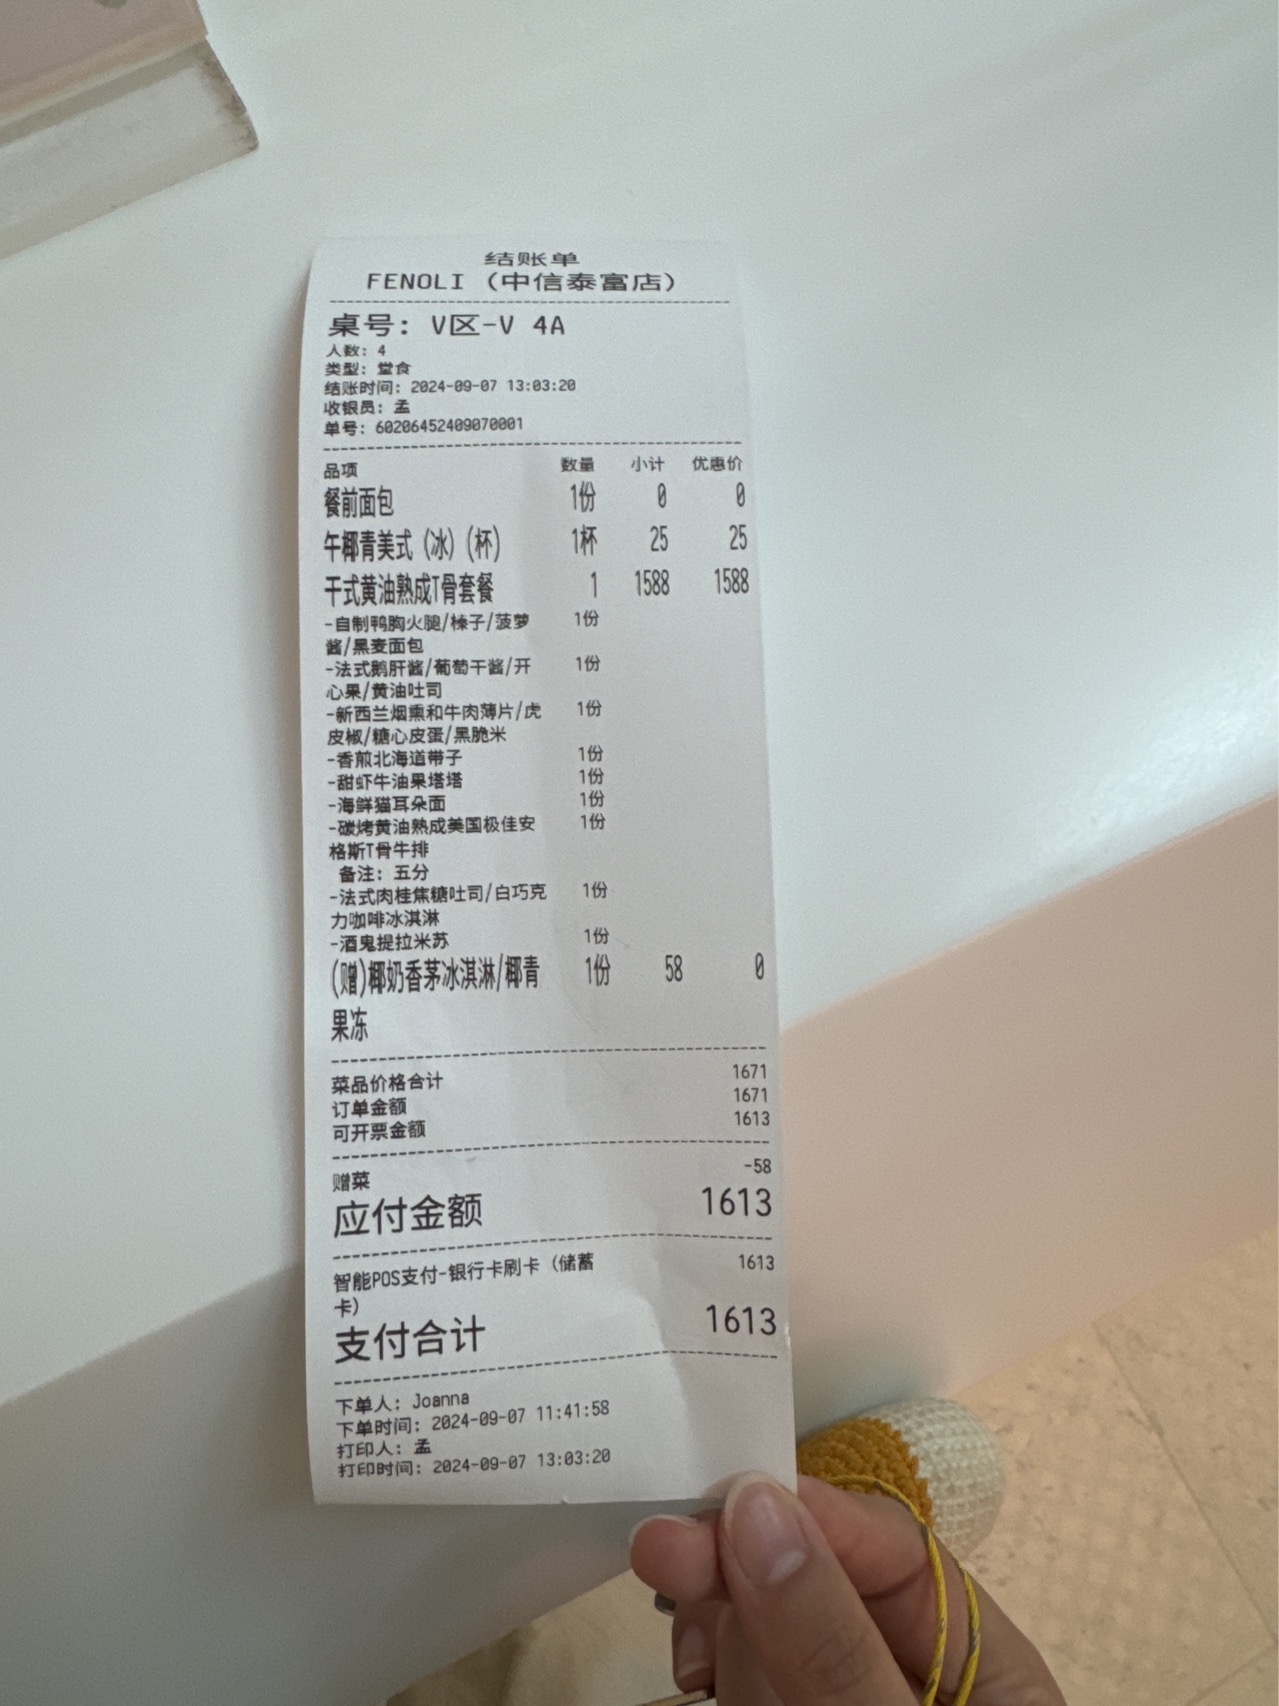 结账单
FENOLI (中信泰富店)
桌号: V区-V 4A
人数: 4
类型: 堂食
结账时间: 2024-09-07 13:03:20
收银员: 孟
单号: 60206452409070001
品项 数量 小计 优惠价
餐前面包 1份 0 0
午椰青美式 (冰) (杯) 1杯 25 25
干式黄油熟成T骨套餐 1 1588 1588
-自制鸭胸火腿/榛子/菠萝 1份
酱/黑麦面包
-法式鹅肝酱/葡萄干酱/开 1份
心果/黄油吐司
-新西兰烟熏和牛肉薄片/虎 1份
皮椒/糖心皮蛋/黑脆米
-香煎北海道带子 1份
-甜虾牛油果塔塔 1份
-海鲜猫耳朵面 1份
-碳烤黄油熟成美国极佳安 1份
格斯T骨牛排
备注: 五分
-法式肉桂焦糖吐司/白巧克 1份
力咖啡冰淇淋
-酒鬼提拉米苏 1份
(赠)椰奶香茅冰淇淋/椰青 1份 58 0
果冻
菜品价格合计 1671
订单金额 1671
可开票金额 1613
赠菜 -58
应付金额 1613
智能POS支付-银行卡刷卡 (储蓄 1613
卡)
支付合计 1613
下单人: Joanna
下单时间: 2024-09-07 11:41:58
打印人: 孟
打印时间: 2024-09-07 13:03:20